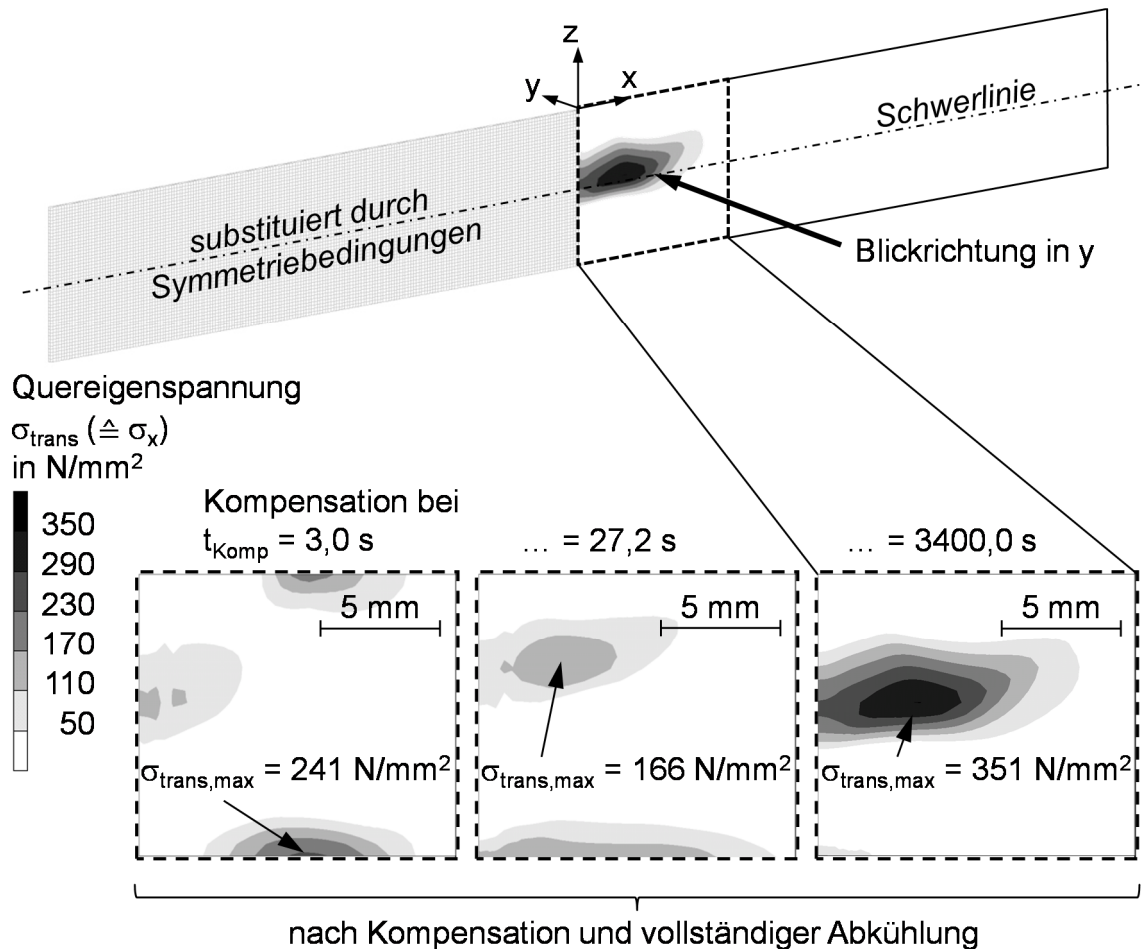 z
y
x
Schwerlinie
substituiert durch
Symmetriebedingungen
Blickrichtung in y
Quereigenspannung
σtrans (≙ σx)
in N/mm²
350
290
230
170
110
50
Kompensation bei
tKomp = 3,0 s
... = 27,2 s
... = 3400,0 s
5 mm
5 mm
5 mm
σtrans,max = 241 N/mm²
σtrans,max = 166 N/mm²
σtrans,max = 351 N/mm²
nach Kompensation und vollständiger Abkühlung